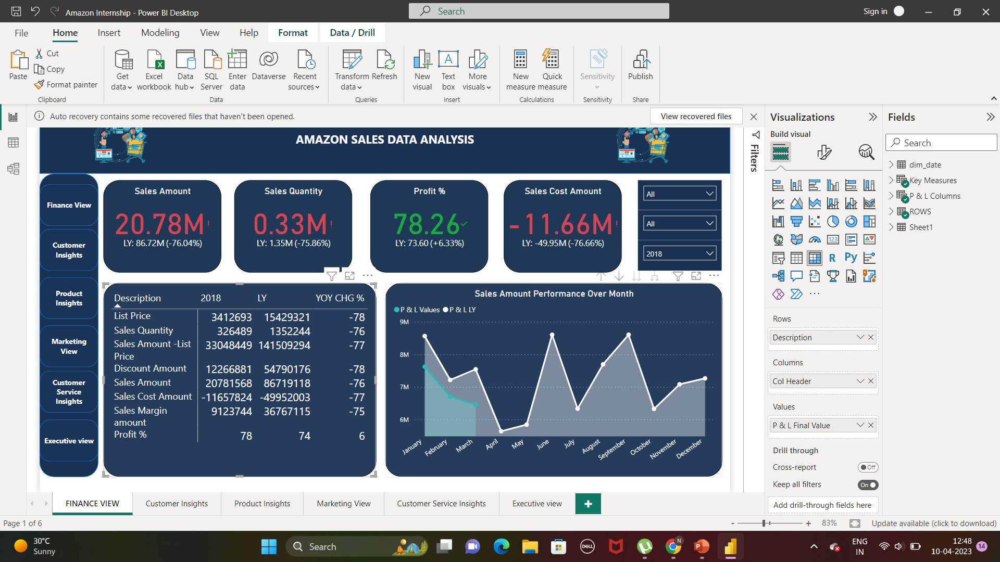 Amazon Internship - Power BI Desktop
Search
Sign in
File Home Insert Modeling View Help Format Data / Drill
Paste
Cut
Copy
Format painter
Clipboard
Get data
Excel workbook
Data hub
SQL Server
Enter data
Dataverse
Recent sources
Data
Transform data
Refresh
Queries
New visual
Text box
More visuals
Insert
New measure
Quick measure
Calculations
Sensitivity
Sensitivity
Publish
Share
Auto recovery contains some recovered files that haven't been opened.
View recovered files
AMAZON SALES DATA ANALYSIS
Finance View
Customer
Insights
Product
Insights
Marketing
View
Customer
Service
Insights
Executive view
Sales Amount
20.78M!
LY: 86.72M (-76.04%)
Sales Quantity
0.33M!
LY: 1.35M (-75.86%)
Profit %
78.26
LY: 73.60 (+6.33%)
Sales Cost Amount
-11.66M!
LY: -49.95M (-76.66%)
All
All
2018
Description 2018 LY YOY CHG %
List Price 3412693 15429321 -78
Sales Quantity 326489 1352244 -76
Sales Amount -List Price 33048449 141509294 -77
Discount Amount 12266881 54790176 -78
Sales Amount 20781568 86719118 -76
Sales Cost Amount -11657824 -49952003 -77
Sales Margin amount 9123744 36767115 -75
Profit % 78 74 6
Sales Amount Performance Over Month
P & L Values P & L LY
9M
8M
7M
6M
January February March April May June July August September October November December
Filters
Visualizations
Build visual
R Py
123
Rows
Description
Columns
Col Header
Values
P & L Final Value
Drill through
Cross-report Off
Keep all filters On
Add drill-through fields here
Fields
Search
dim_date
Key Measures
P & L Columns
ROWS
Sheet1
FINANCE VIEW Customer Insights Product Insights Marketing View Customer Service Insights Executive view +
Page 1 of 6
- + 83%
Update available (click to download)
30°C
Sunny
Search
DELL
N
P
ENG
IN
12:48
10-04-2023
14